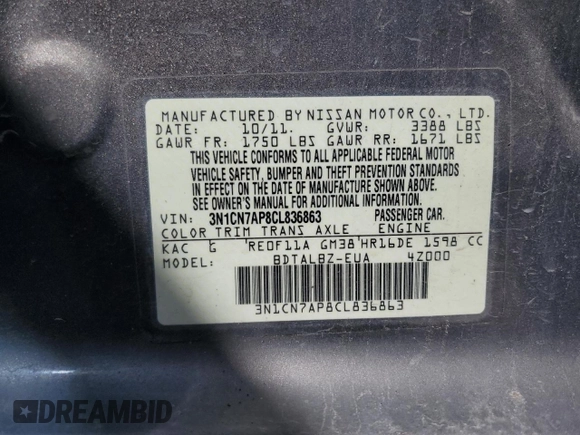 MANUFACTURED BY NISSAN MOTOR CO., LTD.
DATE: 10/11. GVWR: 3388 LBS
GAWR FR: 1750 LBS GAWR RR: 1671 LBS
THIS VEHICLE CONFORMS TO ALL APPLICABLE FEDERAL MOTOR
VEHICLE SAFETY, BUMPER AND THEFT PREVENTION STANDARDS
IN EFFECT ON THE DATE OF MANUFACTURE SHOWN ABOVE.
SEE OWNER'S MANUAL FOR ADDITIONAL INFORMATION.
VIN: 3N1CN7AP8CL836863 PASSENGER CAR.
COLOR TRIM TRANS AXLE ENGINE
KAC G RE0F11A GM38 HR16DE 1598 CC
MODEL: BDTALBZ-EUA 4Z000
3N1CN7AP8CL836863
DREAMBID